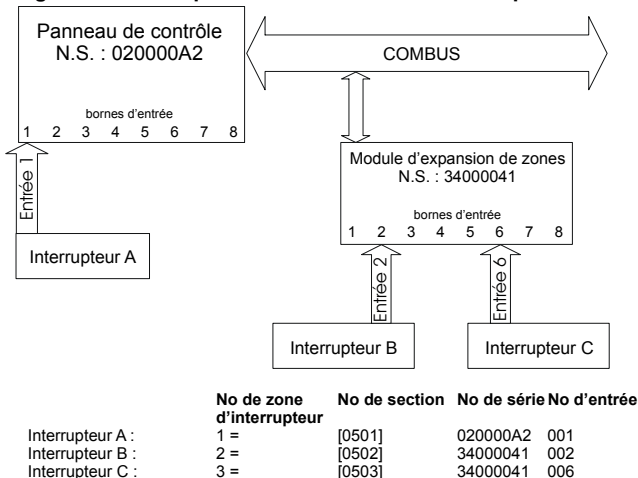 Panneau de contrôle
N.S. : 020000A2
COMBUS
bornes d'entrée
1 2 3 4 5 6 7 8
Entrée 1
Interrupteur A
Module d'expansion de zones
N.S. : 34000041
bornes d'entrée
1 2 3 4 5 6 7 8
Entrée 2
Entrée 6
Interrupteur B
Interrupteur C
No de zone d'interrupteur No de section No de série No d'entrée
Interrupteur A : 1 = [0501] 020000A2 001
Interrupteur B : 2 = [0502] 34000041 002
Interrupteur C : 3 = [0503] 34000041 006